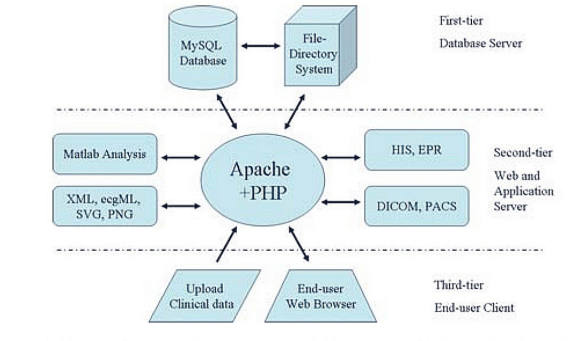 MySQL
Database
File-
Directory
System
First-tier
Database Server
Matlab Analysis
XML, ecgML,
SVG, PNG
Apache
+PHP
HIS, EPR
DICOM, PACS
Second-tier
Web and
Application
Server
Upload
Clinical data
End-user
Web Browser
Third-tier
End-user Client